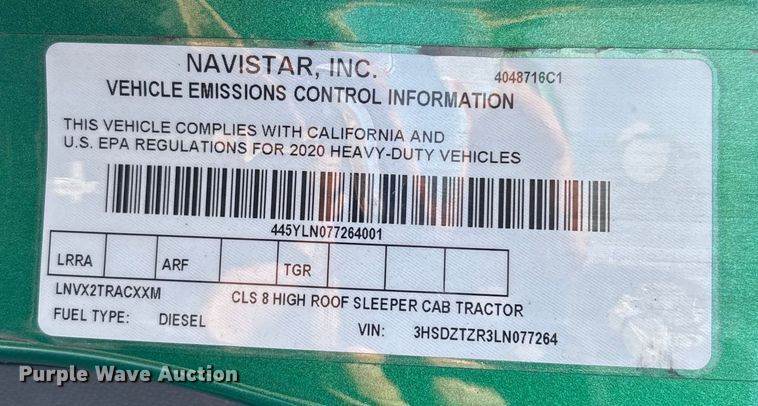 NAVISTAR, INC.
4048716C1
VEHICLE EMISSIONS CONTROL INFORMATION
THIS VEHICLE COMPLIES WITH CALIFORNIA AND
U.S. EPA REGULATIONS FOR 2020 HEAVY-DUTY VEHICLES
445YLN077264001
LRRA ARF TGR
LNVX2TRACXXM CLS 8 HIGH ROOF SLEEPER CAB TRACTOR
FUEL TYPE: DIESEL VIN: 3HSDZTZR3LN077264
Purple Wave Auction